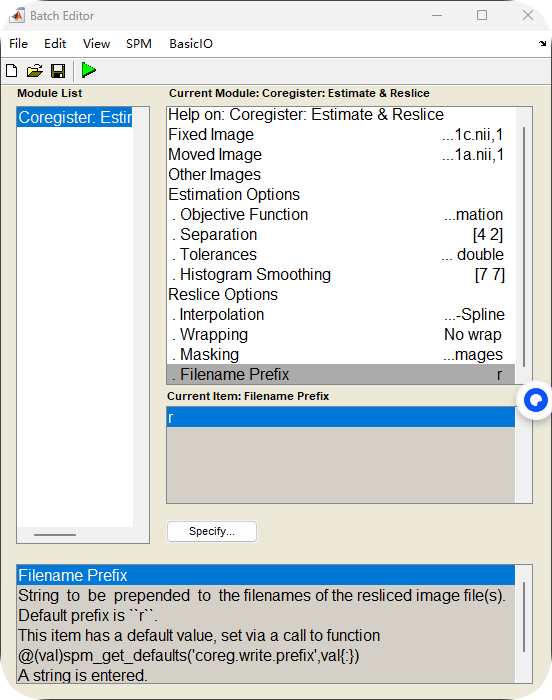 Batch Editor
File Edit View SPM BasicIO
Module List
Current Module: Coregister: Estimate & Reslice
Coregister: Estin
Help on: Coregister: Estimate & Reslice
Fixed Image ...1c.nii,1
Moved Image ...1a.nii,1
Other Images
Estimation Options
. Objective Function ...mation
. Separation [4 2]
. Tolerances ... double
. Histogram Smoothing [7 7]
Reslice Options
. Interpolation ...-Spline
. Wrapping No wrap
. Masking ...mages
. Filename Prefix r
Current Item: Filename Prefix
r
Specify...
Filename Prefix
String to be prepended to the filenames of the resliced image file(s).
Default prefix is ``r``.
This item has a default value, set via a call to function
@(val)spm_get_defaults('coreg.write.prefix',val{:})
A string is entered.